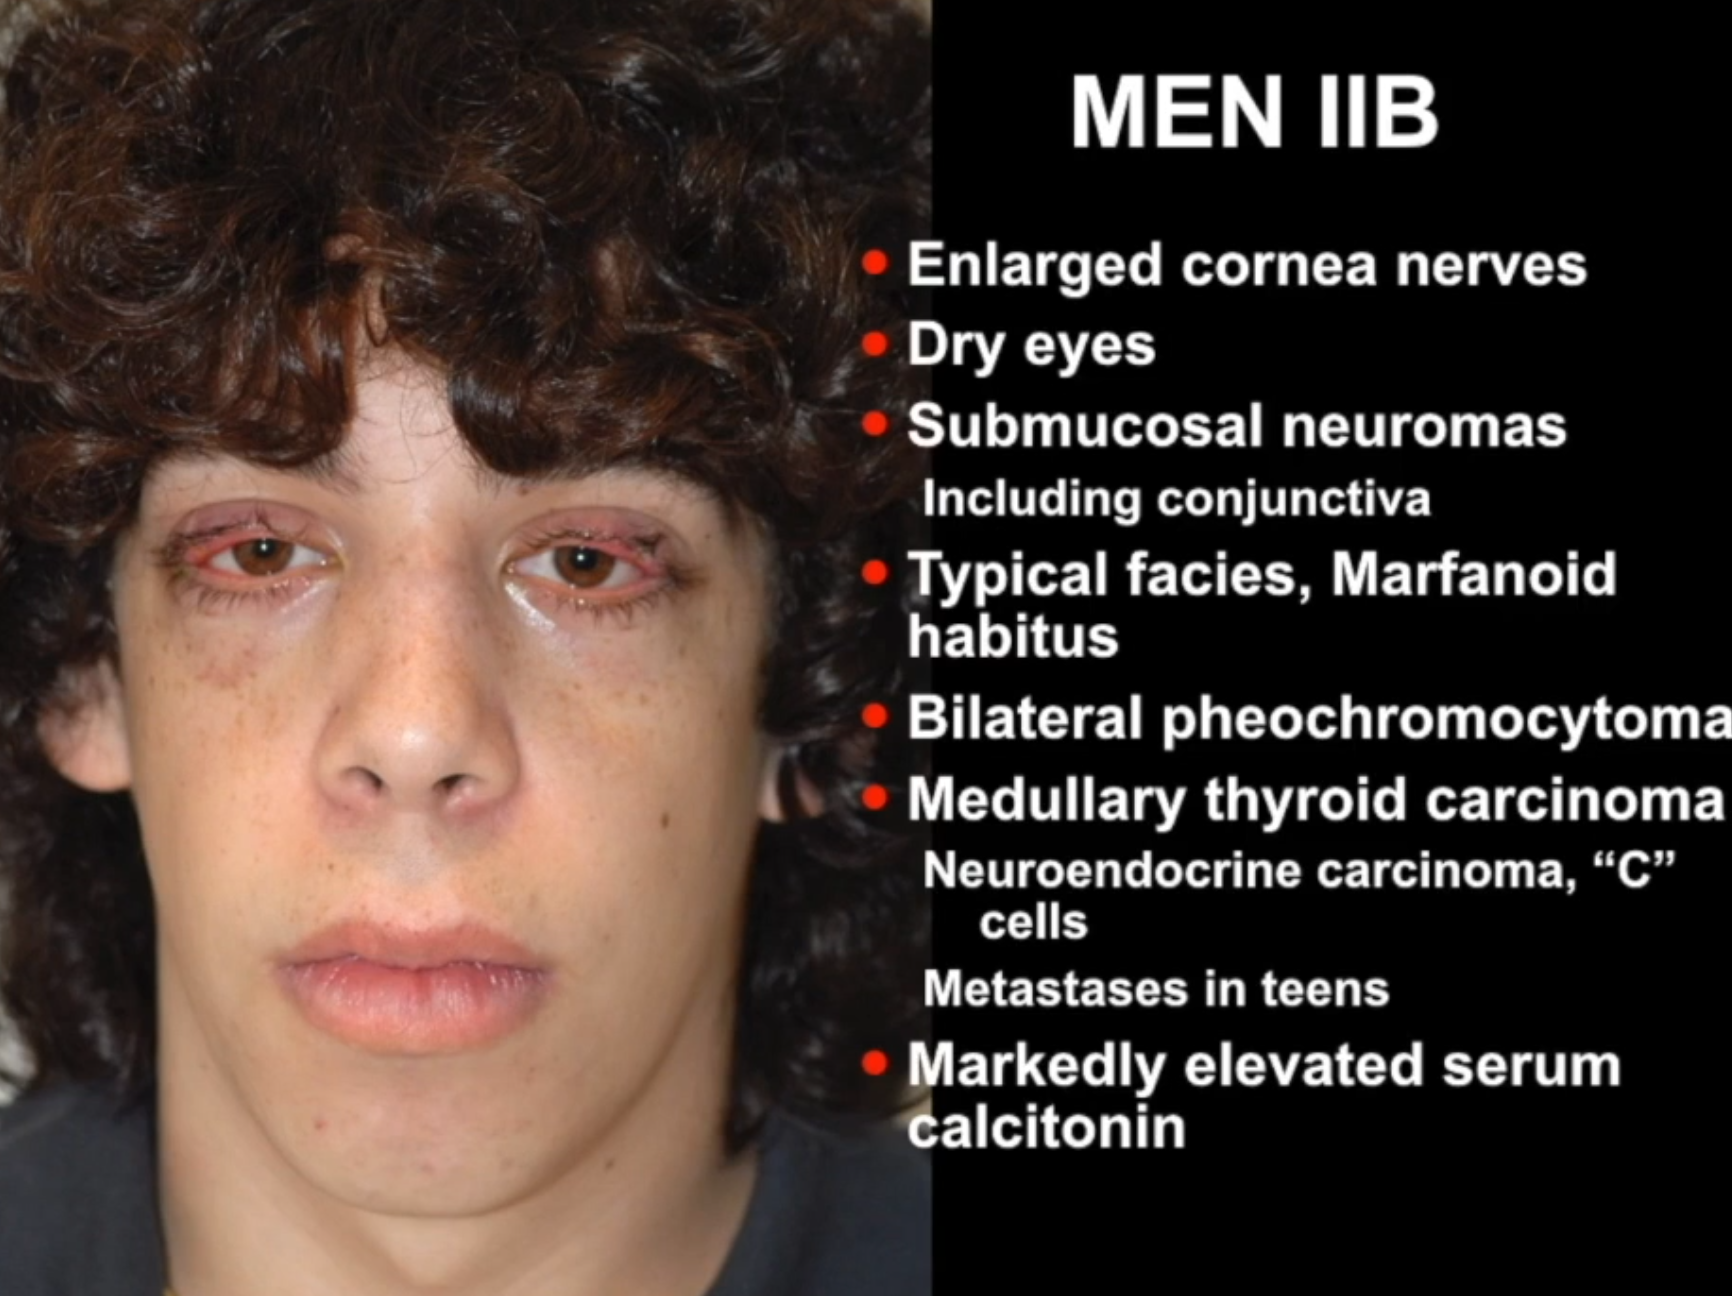 MEN IIB
• Enlarged cornea nerves
• Dry eyes
• Submucosal neuromas
Including conjunctiva
• Typical facies, Marfanoid
habitus
• Bilateral pheochromocytoma
• Medullary thyroid carcinoma
Neuroendocrine carcinoma, “C”
cells
Metastases in teens
• Markedly elevated serum
calcitonin